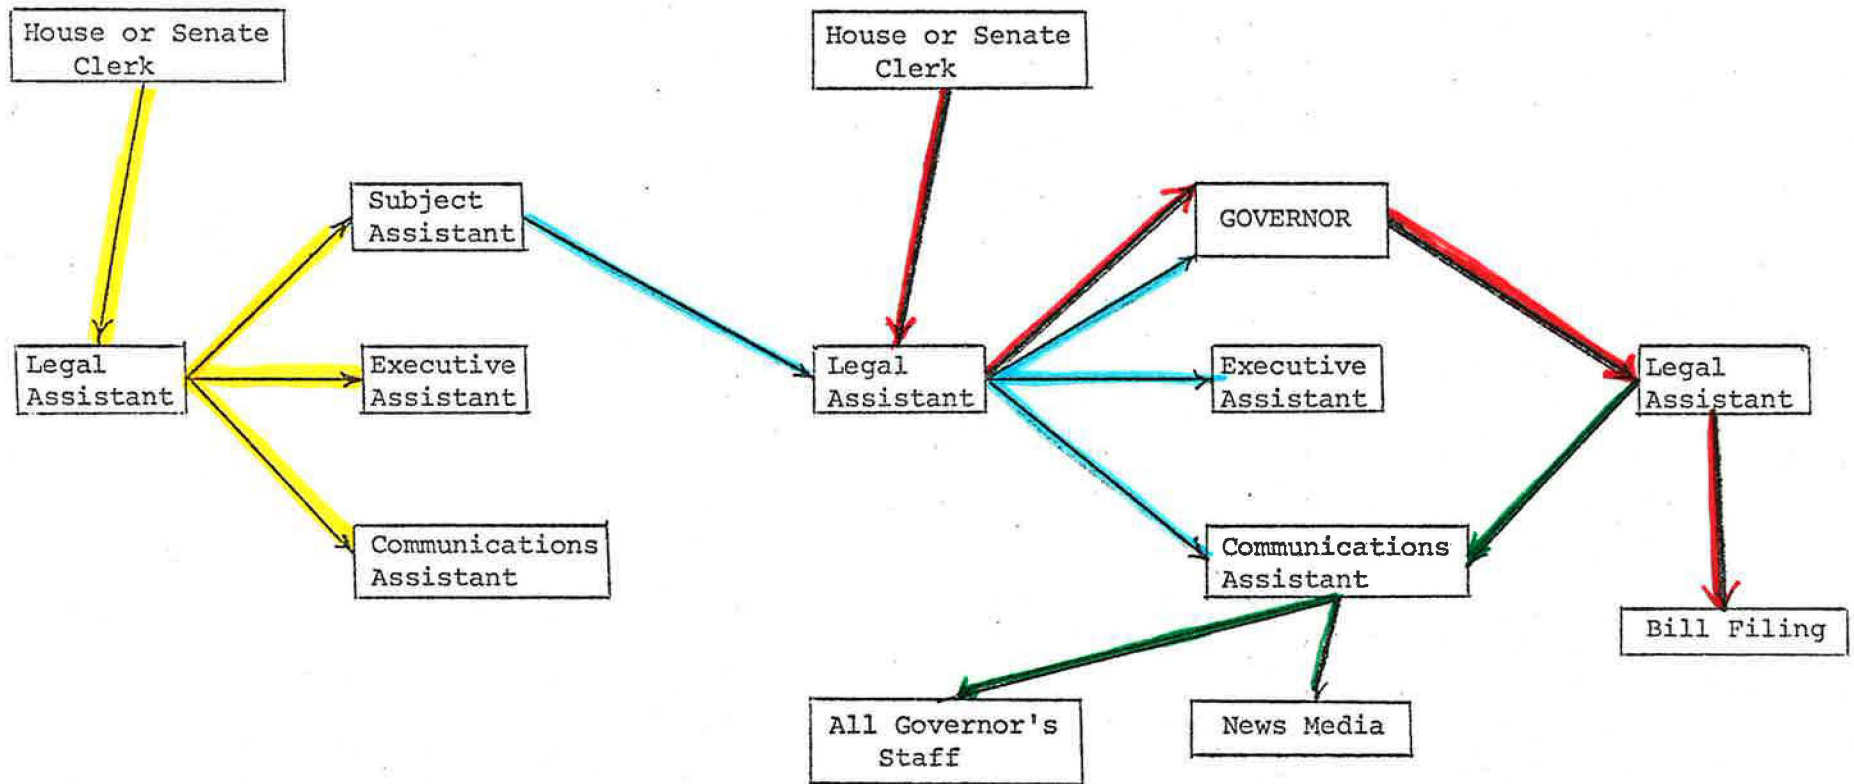 House or Senate
Clerk
House or Senate
Clerk
Subject
Assistant
GOVERNOR
Legal
Assistant
Executive
Assistant
Legal
Assistant
Executive
Assistant
Legal
Assistant
Communications
Assistant
Communications
Assistant
Bill Filing
All Governor's
Staff
News Media